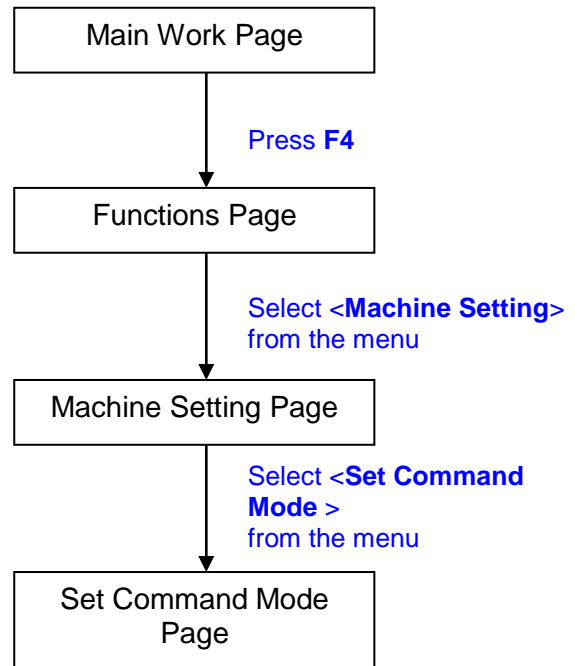 Main Work Page
Press F4
Functions Page
Select <Machine Setting>
from the menu
Machine Setting Page
Select <Set Command
Mode >
from the menu
Set Command Mode
Page